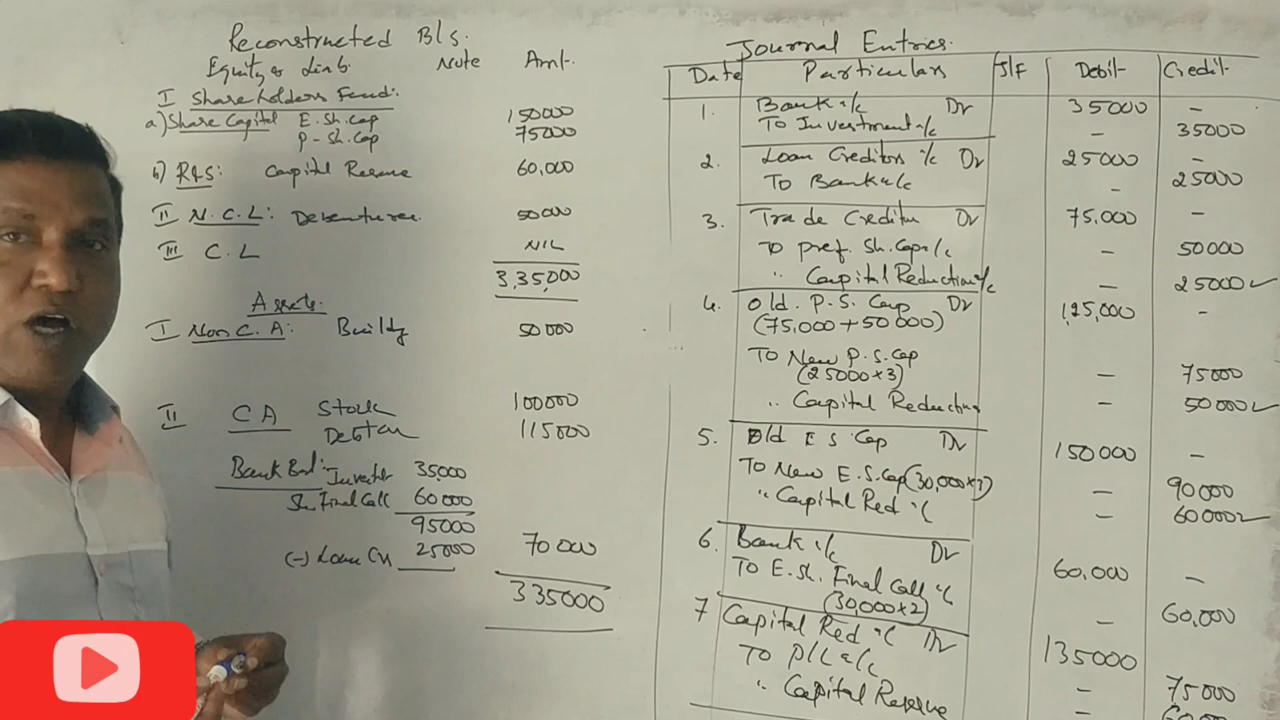 Reconstructed B/s.
Equity & Liab. Note Amt.
I Shareholders Fund:
a) Share Capital E. Sh. Cap 150000
P - Sh. Cap 75000
b) R&S: Capital Reserve 60,000
II N.C.L: Debentures. 50000
III C.L NIL
3,35,000
Assets:
I Non C.A: Building 50000
II CA Stock 100000
Debtors 115000
Bank Bal: Invest 35,000
Sh. Final Call 60000
95000
(-) Loan Crs 25000 70000
335000
Journal Entries.
Date Particulars J/F Debit Credit
1. Bank a/c Dr 35000 -
To Investment a/c - 35000
2. Loan Creditors a/c Dr 25000 -
To Bank a/c - 25000
3. Trade Creditors Dr 75,000 -
To pref. Sh. Cap a/c - 50000
" Capital Reduction a/c - 25000 ✓
4. Old. P.S. Cap Dr 1,25,000 -
(75,000 + 50000)
To New P.S. Cap
(25000 x 3) - 75000
" Capital Reduction - 50000 ✓
5. Old E S. Cap Dr 150000 -
To New E.S. Cap (30,000 x 3) - 90000
" Capital Red a/c - 60000 ✓
6. Bank a/c Dr 60,000 -
To E. Sh. Final Call a/c
(30,000 x 2) - 60,000
7 Capital Red a/c Dr 135000
To P/L a/c - 75000
" Capital Reserve